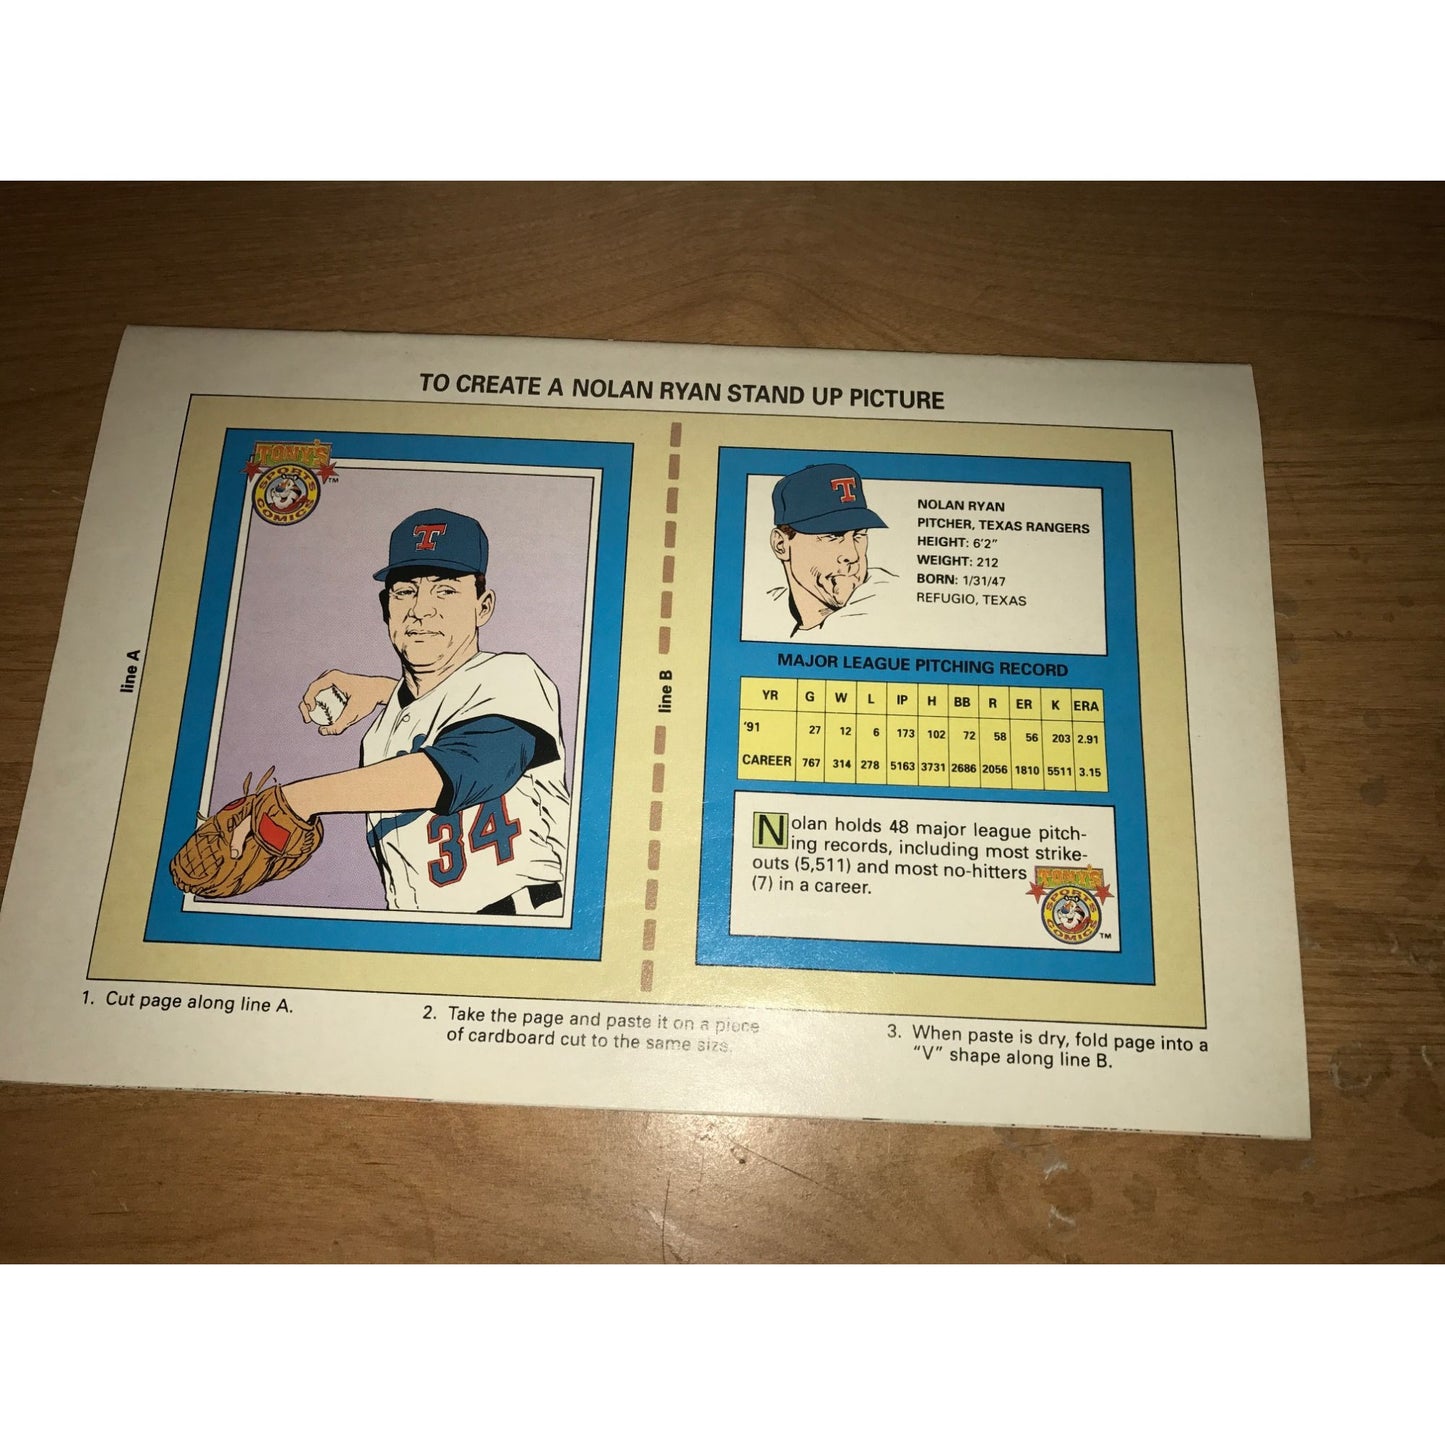 TO CREATE A NOLAN RYAN STAND UP PICTURE
line A
TONY'S
SPORTS
COMICS
TM
T
34
line B
T
NOLAN RYAN
PITCHER, TEXAS RANGERS
HEIGHT: 6'2"
WEIGHT: 212
BORN: 1/31/47
REFUGIO, TEXAS
MAJOR LEAGUE PITCHING RECORD
YR G W L IP H BB R ER K ERA
'91 27 12 6 173 102 72 58 56 203 2.91
CAREER 767 314 278 5163 3731 2686 2056 1810 5511 3.15
Nolan holds 48 major league pitch-
ing records, including most strike-
outs (5,511) and most no-hitters
(7) in a career.
TONY'S
SPORTS
COMICS
TM
1. Cut page along line A.
2. Take the page and paste it on a piece
of cardboard cut to the same size.
3. When paste is dry, fold page into a
"V" shape along line B.